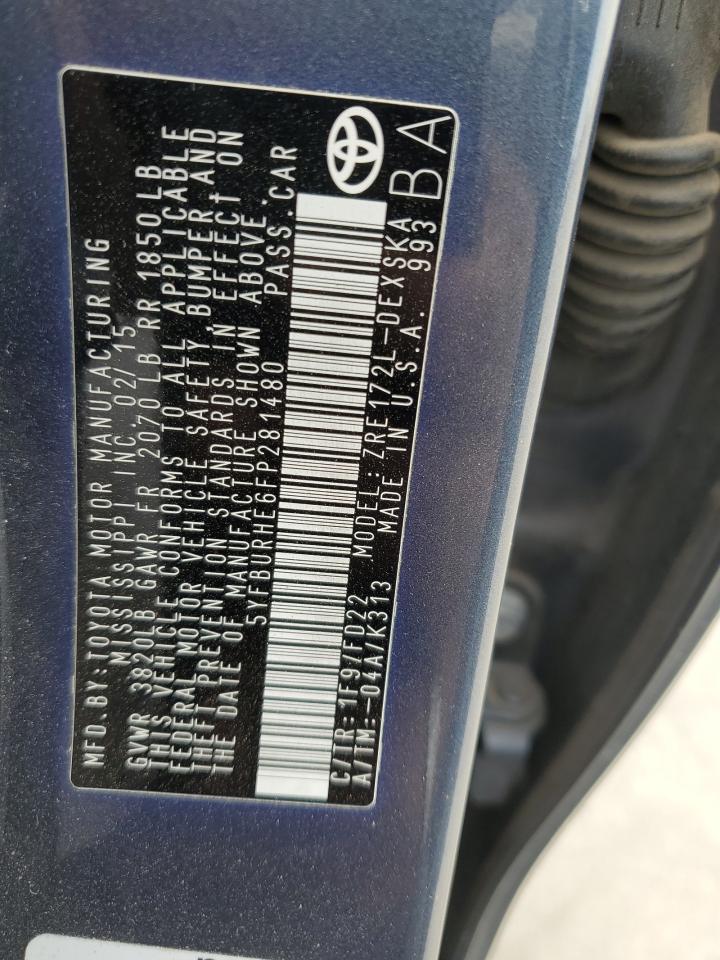 MFD.BY:TOYOTA MOTOR MANUFACTURING
MISSISSIPPI INC. 02/15
GVWR 3820LB GAWR FR 2070 LB RR 1850 LB
THIS VEHICLE CONFORMS TO ALL APPLICABLE
FEDERAL MOTOR VEHICLE SAFETY, BUMPER AND
THEFT PREVENTION STANDARDS IN EFFECT ON
THE DATE OF MANUFACTURE SHOWN ABOVE.
5YFBURHE6FP281480 PASS.CAR
C/TR:1F9/FD22 MODEL:ZRE172L-DEXSKA
A/TM:-04A/K313 MADE IN U.S.A. 993
BA